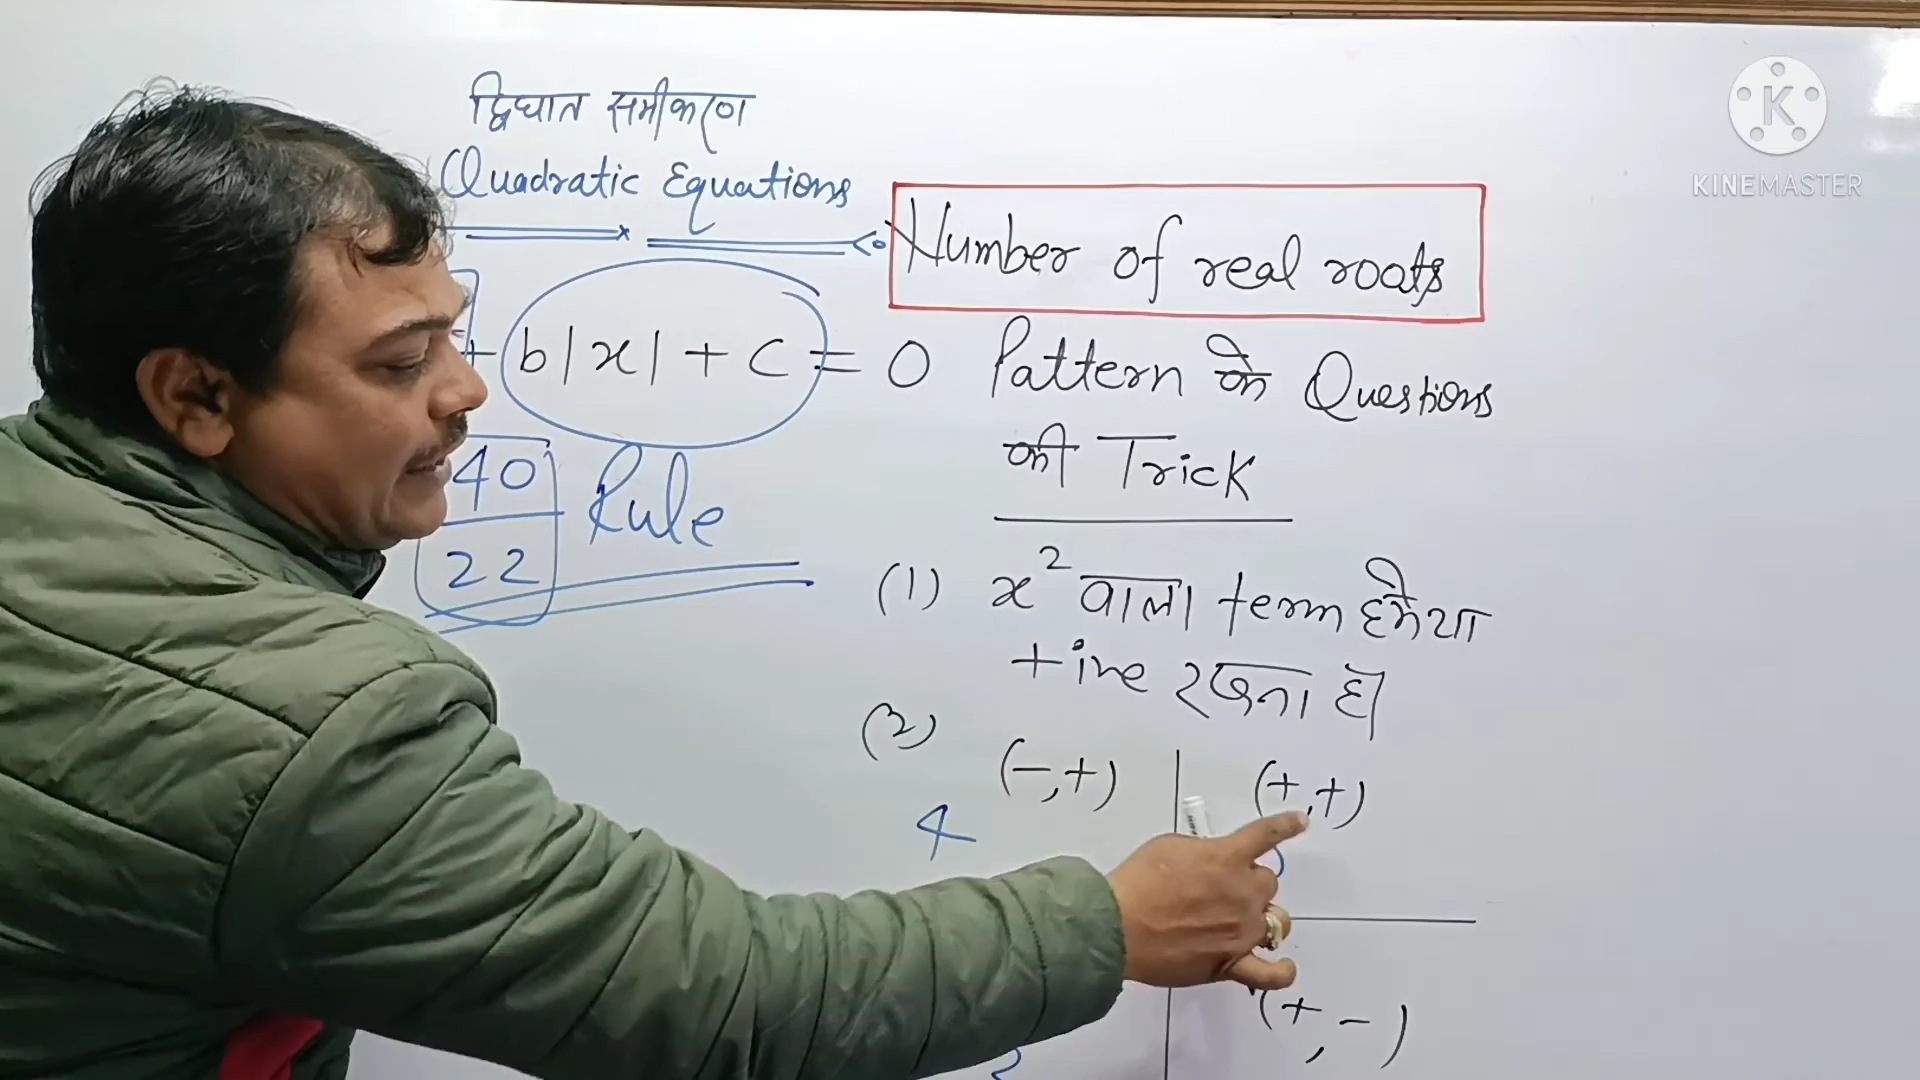 द्विघात समीकरण
Quadratic Equations
Number of real roots
+ b|x| + c = 0 Pattern के Questions
की Trick
40
22
Rule
(1) x² वाला term हमेशा
+ive रखना है
(2) (-,+) (+,+)
4
(+,-)
2
K
KINEMASTER